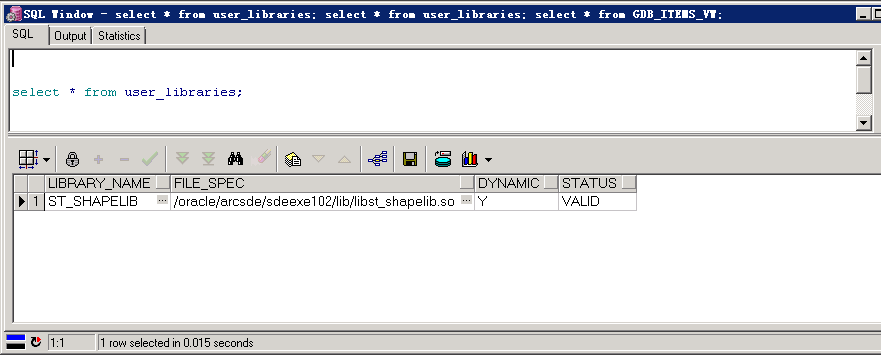 SQL Window - select * from user_libraries; select * from user_libraries; select * from GDB_ITEMS_VW;
SQL Output Statistics
select * from user_libraries;
LIBRARY_NAME FILE_SPEC DYNAMIC STATUS
1 ST_SHAPELIB ... /oracle/arcsde/sdeexe102/lib/libst_shapelib.so ... Y VALID
1:1 1 row selected in 0.015 seconds